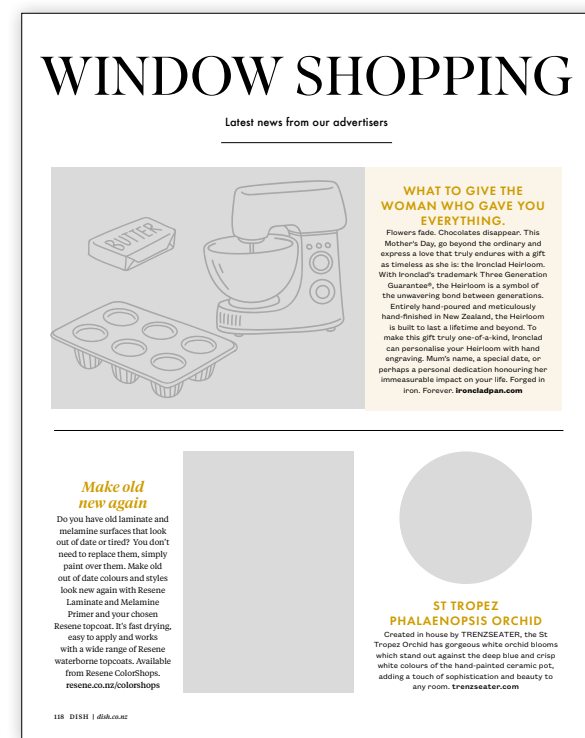 WINDOW SHOPPING
Latest news from our advertisers
BUTTER
WHAT TO GIVE THE
WOMAN WHO GAVE YOU
EVERYTHING.
Flowers fade. Chocolates disappear. This
Mother's Day, go beyond the ordinary and
express a love that truly endures with a gift
as timeless as she is: the Ironclad Heirloom.
With Ironclad's trademark Three Generation
Guarantee®, the Heirloom is a symbol of
the unwavering bond between generations.
Entirely hand-poured and meticulously
hand-finished in New Zealand, the Heirloom
is built to last a lifetime and beyond. To
make this gift truly one-of-a-kind, Ironclad
can personalise your Heirloom with hand
engraving. Mum's name, a special date, or
perhaps a personal dedication honouring her
immeasurable impact on your life. Forged in
iron. Forever. ironcladpan.com
Make old
new again
Do you have old laminate and
melamine surfaces that look
out of date or tired? You don't
need to replace them, simply
paint over them. Make old
out of date colours and styles
look new again with Resene
Laminate and Melamine
Primer and your chosen
Resene topcoat. It's fast drying,
easy to apply and works
with a wide range of Resene
waterborne topcoats. Available
from Resene ColorShops.
resene.co.nz/colorshops
ST TROPEZ
PHALAENOPSIS ORCHID
Created in house by TRENZSEATER, the St
Tropez Orchid has gorgeous white orchid blooms
which stand out against the deep blue and crisp
white colours of the hand-painted ceramic pot,
adding a touch of sophistication and beauty to
any room. trenzseater.com
118 DISH | dish.co.nz